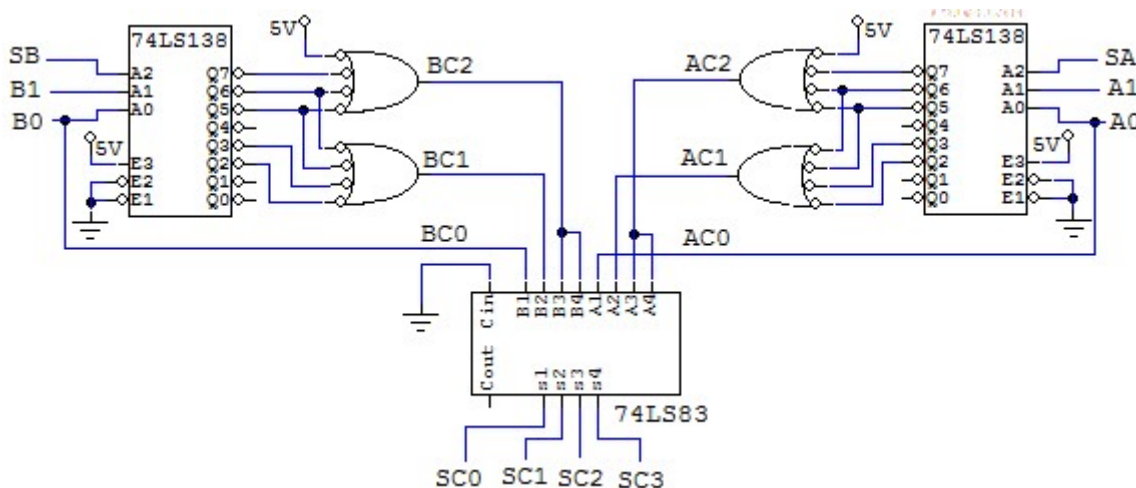 74LS138
5V
SB
A2
B1
A1
B0
A0
5V
E3
E2
E1
Q7
Q6
Q5
Q4
Q3
Q2
Q1
Q0
BC2
BC1
BC0
74LS138
5V
SA
A2
A1
A1
A0
A0
5V
E3
E2
E1
Q7
Q6
Q5
Q4
Q3
Q2
Q1
Q0
AC2
AC1
AC0
Cin
B1
B2
B3
B4
A1
A2
A3
A4
Cout
s1
s2
s3
s4
74LS83
SC0
SC1
SC2
SC3